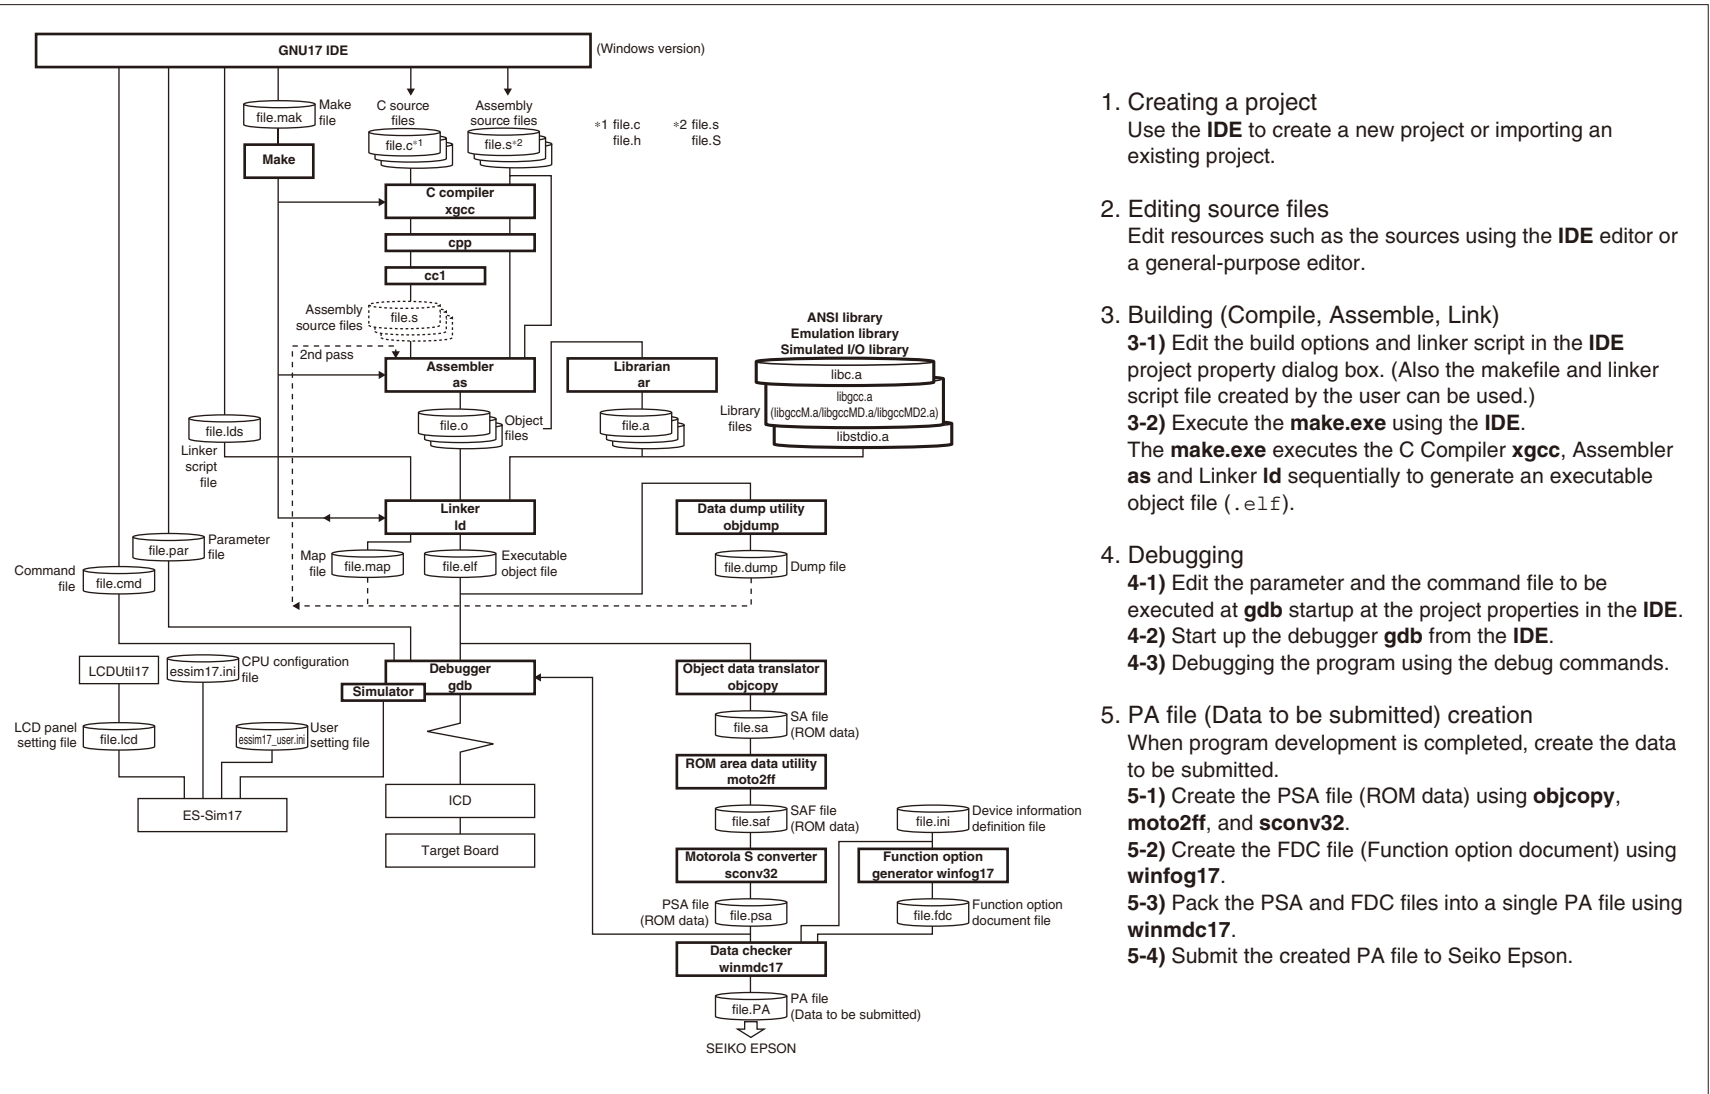 GNU17 IDE
(Windows version)
file.mak
Make
file
C source
files
Assembly
source files
file.c*1
file.s*2
*1 file.c
file.h
*2 file.s
file.S
Make
C compiler
xgcc
cpp
cc1
Assembly
source files
file.s
2nd pass
Assembler
as
Librarian
ar
ANSI library
Emulation library
Simulated I/O library
libc.a
libgcc.a
(libgccM.a/libgccMD.a/libgccMD2.a)
libstdio.a
Library
files
file.lds
Linker
script
file
file.o
Object
files
file.a
Linker
ld
Data dump utility
objdump
file.par
Parameter
file
Map
file
file.map
file.elf
Executable
object file
file.dump
Dump file
Command
file
file.cmd
LCDUtil17
essim17.ini
CPU configuration
file
Debugger
gdb
Simulator
Object data translator
objcopy
LCD panel
setting file
file.lcd
essim17_user.ini
User
setting file
file.sa
SA file
(ROM data)
ROM area data utility
moto2ff
ES-Sim17
ICD
Target Board
file.saf
SAF file
(ROM data)
file.ini
Device information
definition file
Motorola S converter
sconv32
Function option
generator winfog17
PSA file
(ROM data)
file.psa
file.fdc
Function option
document file
Data checker
winmdc17
file.PA
PA file
(Data to be submitted)
SEIKO EPSON
1. Creating a project
Use the IDE to create a new project or importing an
existing project.
2. Editing source files
Edit resources such as the sources using the IDE editor or
a general-purpose editor.
3. Building (Compile, Assemble, Link)
3-1) Edit the build options and linker script in the IDE
project property dialog box. (Also the makefile and linker
script file created by the user can be used.)
3-2) Execute the make.exe using the IDE.
The make.exe executes the C Compiler xgcc, Assembler
as and Linker ld sequentially to generate an executable
object file (.elf).
4. Debugging
4-1) Edit the parameter and the command file to be
executed at gdb startup at the project properties in the IDE.
4-2) Start up the debugger gdb from the IDE.
4-3) Debugging the program using the debug commands.
5. PA file (Data to be submitted) creation
When program development is completed, create the data
to be submitted.
5-1) Create the PSA file (ROM data) using objcopy,
moto2ff, and sconv32.
5-2) Create the FDC file (Function option document) using
winfog17.
5-3) Pack the PSA and FDC files into a single PA file using
winmdc17.
5-4) Submit the created PA file to Seiko Epson.